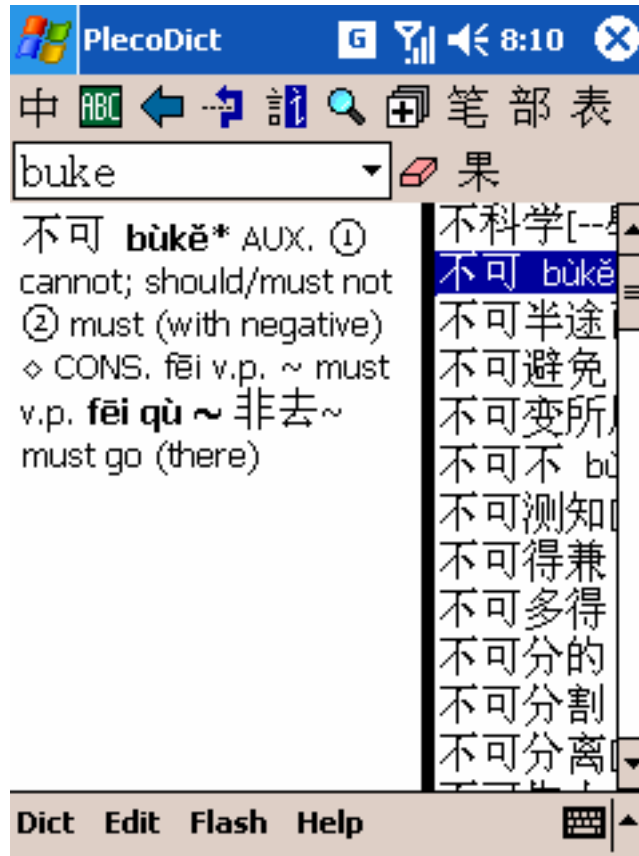 PlecoDict G 8:10
中 ABC 言 i 笔 部 表
buke 果
不可 bùkě* AUX. ①
cannot; should/must not
② must (with negative)
◇ CONS. fēi v.p. ~ must
v.p. fēi qù ~ 非去~
must go (there)
不科学[--
不可 bùkě
不可半途
不可避免
不可变所
不可不 bù
不可测知[
不可得兼
不可多得
不可分的
不可分割
不可分离[
Dict Edit Flash Help